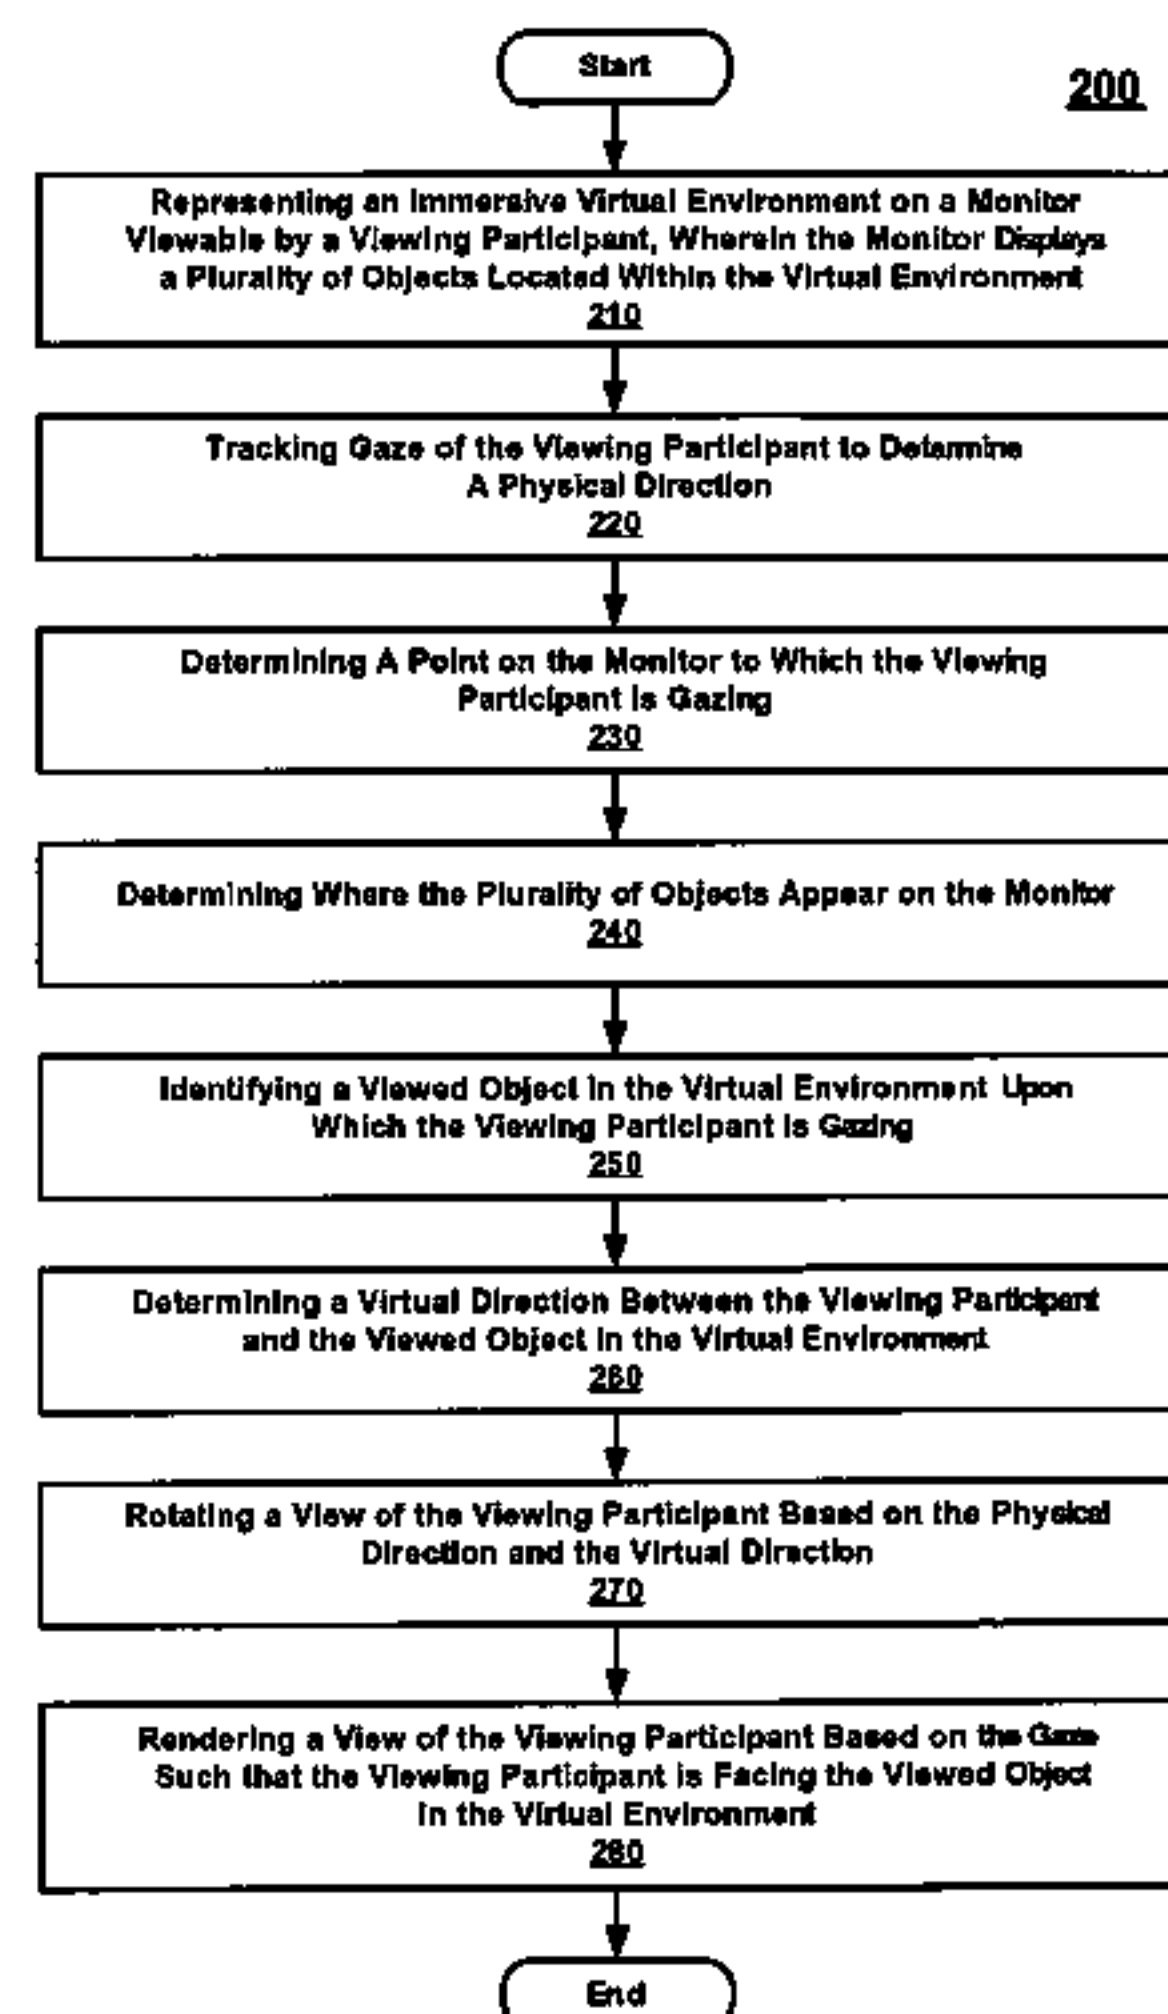 Start
200
Representing an Immersive Virtual Environment on a Monitor
Viewable by a Viewing Participant, Wherein the Monitor Displays
a Plurality of Objects Located Within the Virtual Environment
210
Tracking Gaze of the Viewing Participant to Determine
A Physical Direction
220
Determining A Point on the Monitor to Which the Viewing
Participant is Gazing
230
Determining Where the Plurality of Objects Appear on the Monitor
240
Identifying a Viewed Object in the Virtual Environment Upon
Which the Viewing Participant is Gazing
250
Determining a Virtual Direction Between the Viewing Participant
and the Viewed Object in the Virtual Environment
260
Rotating a View of the Viewing Participant Based on the Physical
Direction and the Virtual Direction
270
Rendering a View of the Viewing Participant Based on the Gaze
Such that the Viewing Participant is Facing the Viewed Object
in the Virtual Environment
280
End